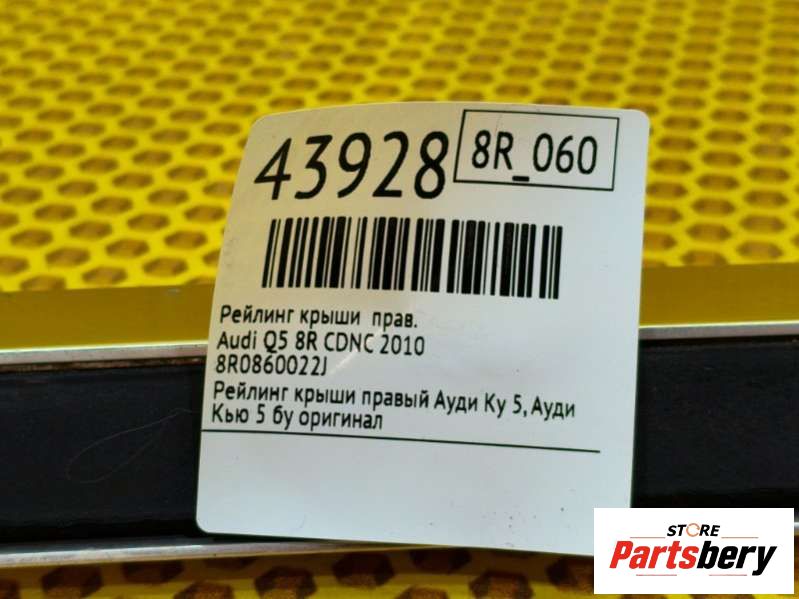 43928
8R_060
Рейлинг крыши прав.
Audi Q5 8R CDNC 2010
8R0860022J
Рейлинг крыши правый Ауди Ку 5, Ауди
Кью 5 бу оригинал
STORE
Partsbery